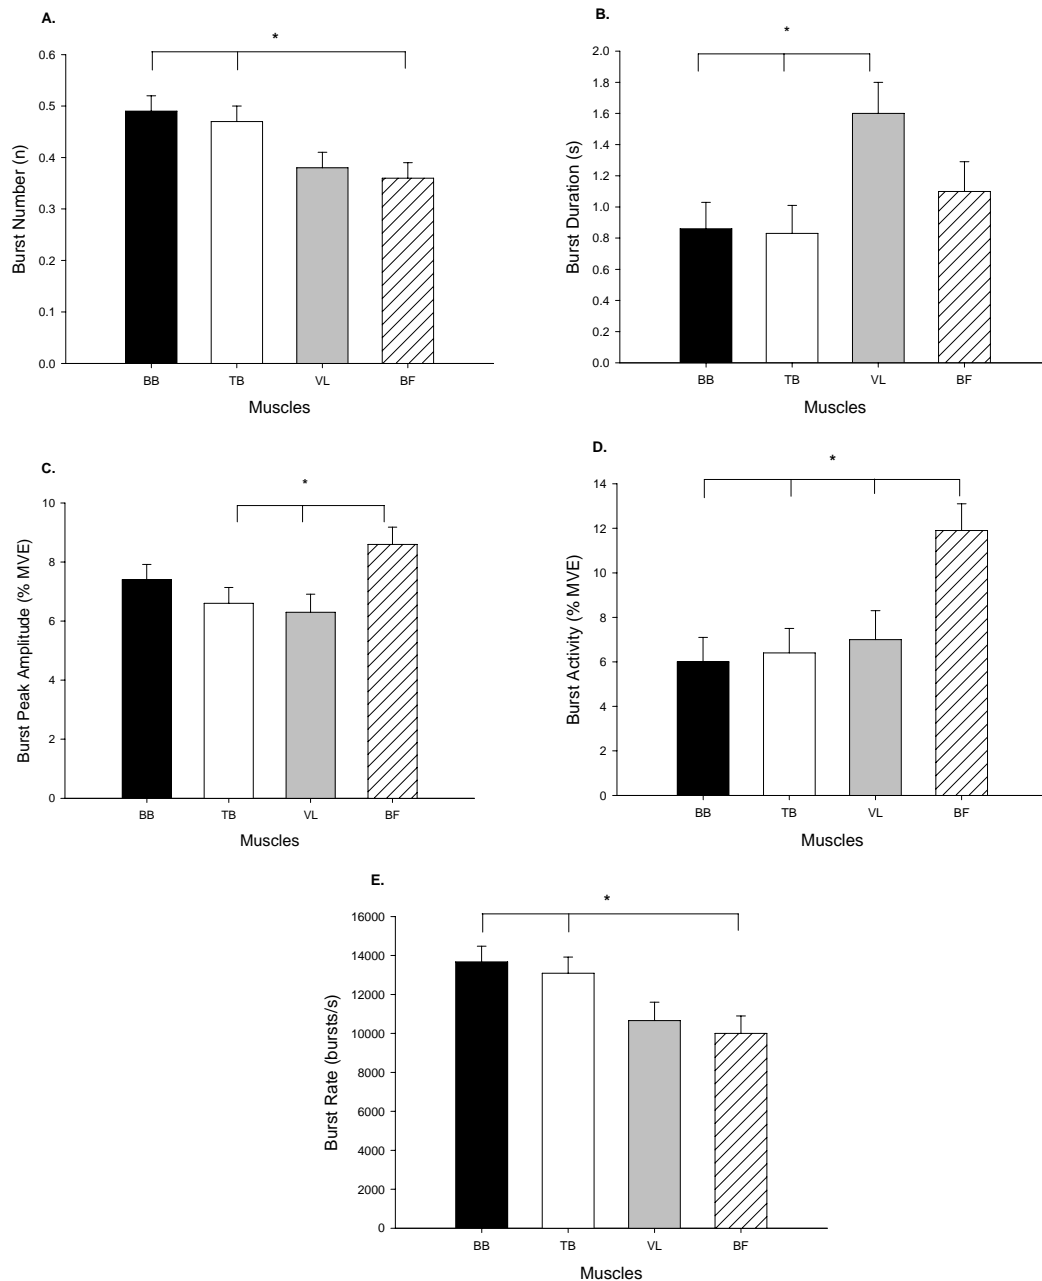 A.
*
0.6
0.5
0.4
0.3
0.2
0.1
0.0
Burst Number (n)
BB TB VL BF
Muscles
B.
*
2.0
1.8
1.6
1.4
1.2
1.0
0.8
0.6
0.4
0.2
0.0
Burst Duration (s)
BB TB VL BF
Muscles
C.
*
10
8
6
4
2
0
Burst Peak Amplitude (% MVE)
BB TB VL BF
Muscles
D.
*
14
12
10
8
6
4
2
0
Burst Activity (% MVE)
BB TB VL BF
Muscles
E.
*
16000
14000
12000
10000
8000
6000
4000
2000
0
Burst Rate (bursts/s)
BB TB VL BF
Muscles